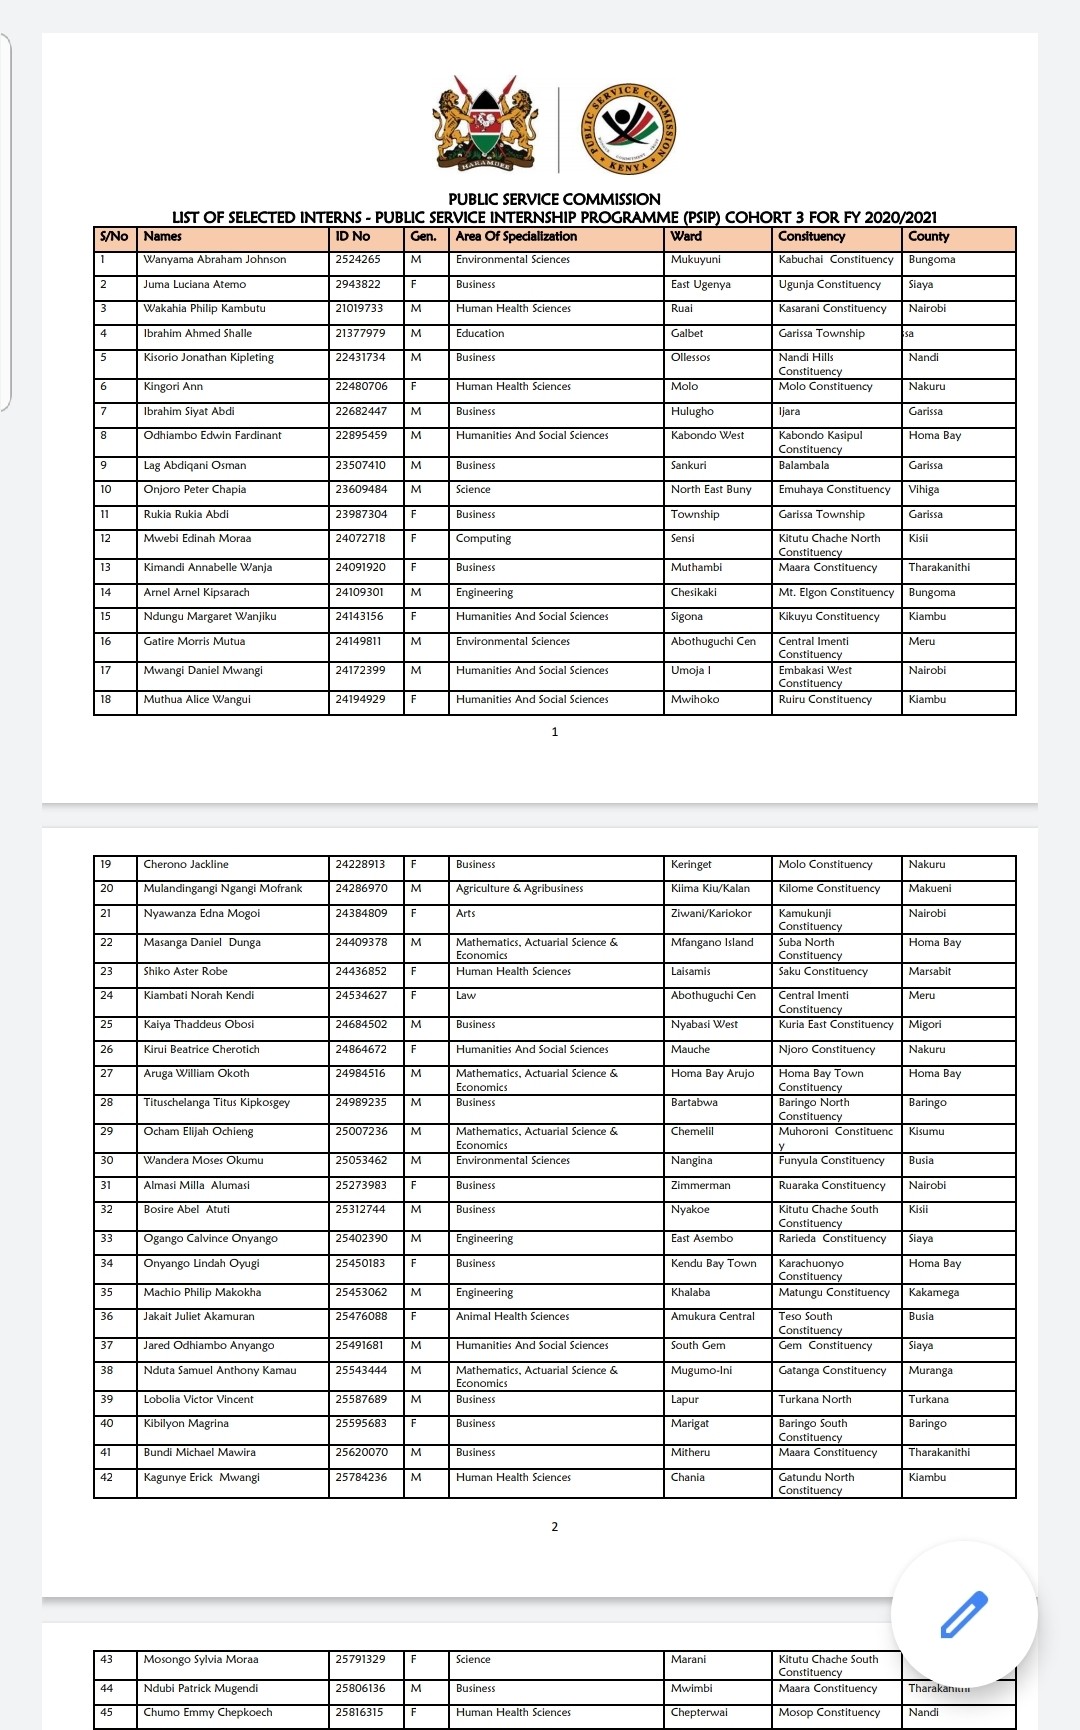 HARAMBEE
PUBLIC SERVICE COMMISSION
KENYA
PUBLIC SERVICE COMMISSION
LIST OF SELECTED INTERNS - PUBLIC SERVICE INTERNSHIP PROGRAMME (PSIP) COHORT 3 FOR FY 2020/2021
S/No Names ID No Gen. Area Of Specialization Ward Consituency County
1 Wanyama Abraham Johnson 2524265 M Environmental Sciences Mukuyuni Kabuchai Constituency Bungoma
2 Juma Luciana Atemo 2943822 F Business East Ugenya Ugunja Constituency Siaya
3 Wakahia Philip Kambutu 21019733 M Human Health Sciences Ruai Kasarani Constituency Nairobi
4 Ibrahim Ahmed Shalle 21377979 M Education Galbet Garissa Township ssa
5 Kisorio Jonathan Kipleting 22431734 M Business Ollessos Nandi Hills Nandi
Constituency
6 Kingori Ann 22480706 F Human Health Sciences Molo Molo Constituency Nakuru
7 Ibrahim Siyat Abdi 22682447 M Business Hulugho Ijara Garissa
8 Odhiambo Edwin Fardinant 22895459 M Humanities And Social Sciences Kabondo West Kabondo Kasipul Homa Bay
Constituency
9 Lag Abdiqani Osman 23507410 M Business Sankuri Balambala Garissa
10 Onjoro Peter Chapia 23609484 M Science North East Buny Emuhaya Constituency Vihiga
11 Rukia Rukia Abdi 23987304 F Business Township Garissa Township Garissa
12 Mwebi Edinah Moraa 24072718 F Computing Sensi Kitutu Chache North Kisii
Constituency
13 Kimandi Annabelle Wanja 24091920 F Business Muthambi Maara Constituency Tharakanithi
14 Arnel Arnel Kipsarach 24109301 M Engineering Chesikaki Mt. Elgon Constituency Bungoma
15 Ndungu Margaret Wanjiku 24143156 F Humanities And Social Sciences Sigona Kikuyu Constituency Kiambu
16 Gatire Morris Mutua 24149811 M Environmental Sciences Abothuguchi Cen Central Imenti Meru
Constituency
17 Mwangi Daniel Mwangi 24172399 M Humanities And Social Sciences Umoja I Embakasi West Nairobi
Constituency
18 Muthua Alice Wangui 24194929 F Humanities And Social Sciences Mwihoko Ruiru Constituency Kiambu
1
19 Cherono Jackline 24228913 F Business Keringet Molo Constituency Nakuru
20 Mulandingangi Ngangi Mofrank 24286970 M Agriculture & Agribusiness Kiima Kiu/Kalan Kilome Constituency Makueni
21 Nyawanza Edna Mogoi 24384809 F Arts Ziwani/Kariokor Kamukunji Nairobi
Constituency
22 Masanga Daniel Dunga 24409378 M Mathematics, Actuarial Science & Mfangano Island Suba North Homa Bay
Economics Constituency
23 Shiko Aster Robe 24436852 F Human Health Sciences Laisamis Saku Constituency Marsabit
24 Kiambati Norah Kendi 24534627 F Law Abothuguchi Cen Central Imenti Meru
Constituency
25 Kaiya Thaddeus Obosi 24684502 M Business Nyabasi West Kuria East Constituency Migori
26 Kirui Beatrice Cherotich 24864672 F Humanities And Social Sciences Mauche Njoro Constituency Nakuru
27 Aruga William Okoth 24984516 M Mathematics, Actuarial Science & Homa Bay Arujo Homa Bay Town Homa Bay
Economics Constituency
28 Tituschelanga Titus Kipkosgey 24989235 M Business Bartabwa Baringo North Baringo
Constituency
29 Ocham Elijah Ochieng 25007236 M Mathematics, Actuarial Science & Chemelil Muhoroni Constituenc Kisumu
Economics y
30 Wandera Moses Okumu 25053462 M Environmental Sciences Nangina Funyula Constituency Busia
31 Almasi Milla Alumasi 25273983 F Business Zimmerman Ruaraka Constituency Nairobi
32 Bosire Abel Atuti 25312744 M Business Nyakoe Kitutu Chache South Kisii
Constituency
33 Ogango Calvince Onyango 25402390 M Engineering East Asembo Rarieda Constituency Siaya
34 Onyango Lindah Oyugi 25450183 F Business Kendu Bay Town Karachuonyo Homa Bay
Constituency
35 Machio Philip Makokha 25453062 M Engineering Khalaba Matungu Constituency Kakamega
36 Jakait Juliet Akamuran 25476088 F Animal Health Sciences Amukura Central Teso South Busia
Constituency
37 Jared Odhiambo Anyango 25491681 M Humanities And Social Sciences South Gem Gem Constituency Siaya
38 Nduta Samuel Anthony Kamau 25543444 M Mathematics, Actuarial Science & Mugumo-Ini Gatanga Constituency Muranga
Economics
39 Lobolia Victor Vincent 25587689 M Business Lapur Turkana North Turkana
40 Kibilyon Magrina 25595683 F Business Marigat Baringo South Baringo
Constituency
41 Bundi Michael Mawira 25620070 M Business Mitheru Maara Constituency Tharakanithi
42 Kagunye Erick Mwangi 25784236 M Human Health Sciences Chania Gatundu North Kiambu
Constituency
2
43 Mosongo Sylvia Moraa 25791329 F Science Marani Kitutu Chache South
Constituency
44 Ndubi Patrick Mugendi 25806136 M Business Mwimbi Maara Constituency Tharakanithi
45 Chumo Emmy Chepkoech 25816315 F Human Health Sciences Chepterwai Mosop Constituency Nandi